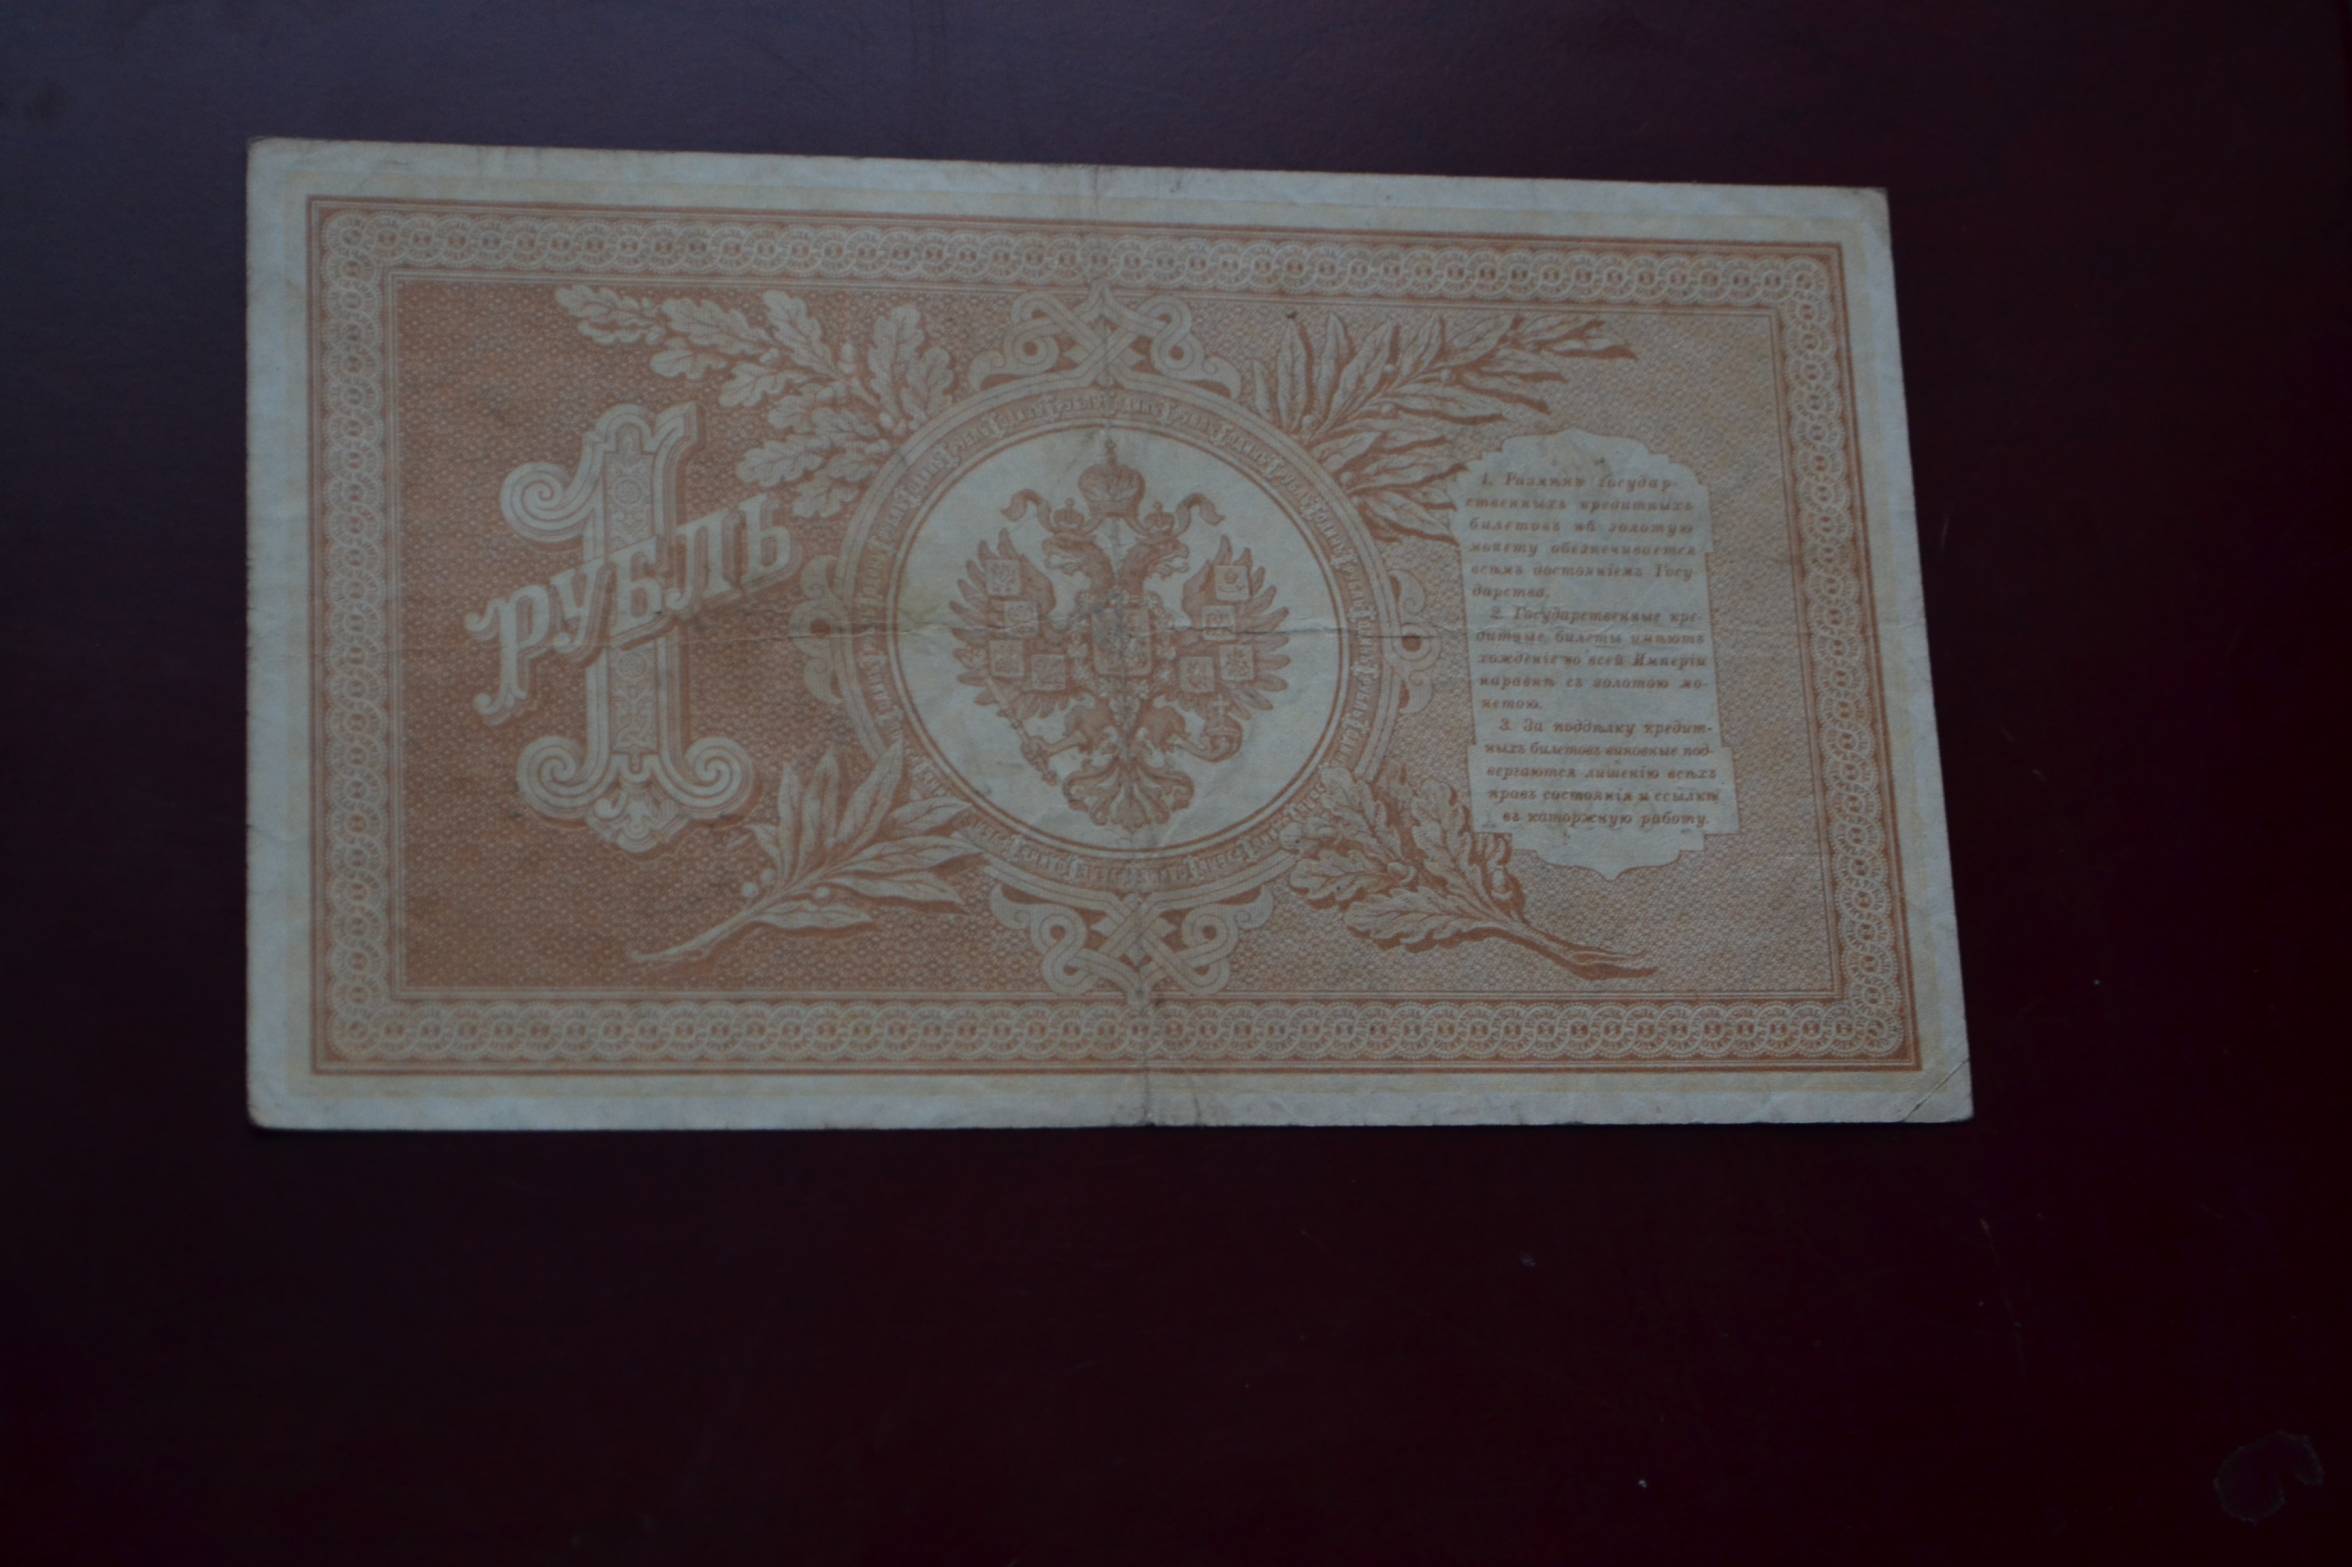 1
РУБЛЬ
1. Размѣнъ государ-
ственныхъ кредитныхъ
билетовъ на золотую
монету обезпечивается
всѣмъ достояніемъ Госу-
дарства.
2. Государственные кре-
дитные билеты имѣютъ
хожденіе во всей Имперіи
наравнѣ съ золотою мо-
нетою.
3. За поддѣлку кредит-
ныхъ билетовъ виновные под-
вергаются лишенію всѣхъ
правъ состоянія и ссылкѣ
въ каторжную работу.